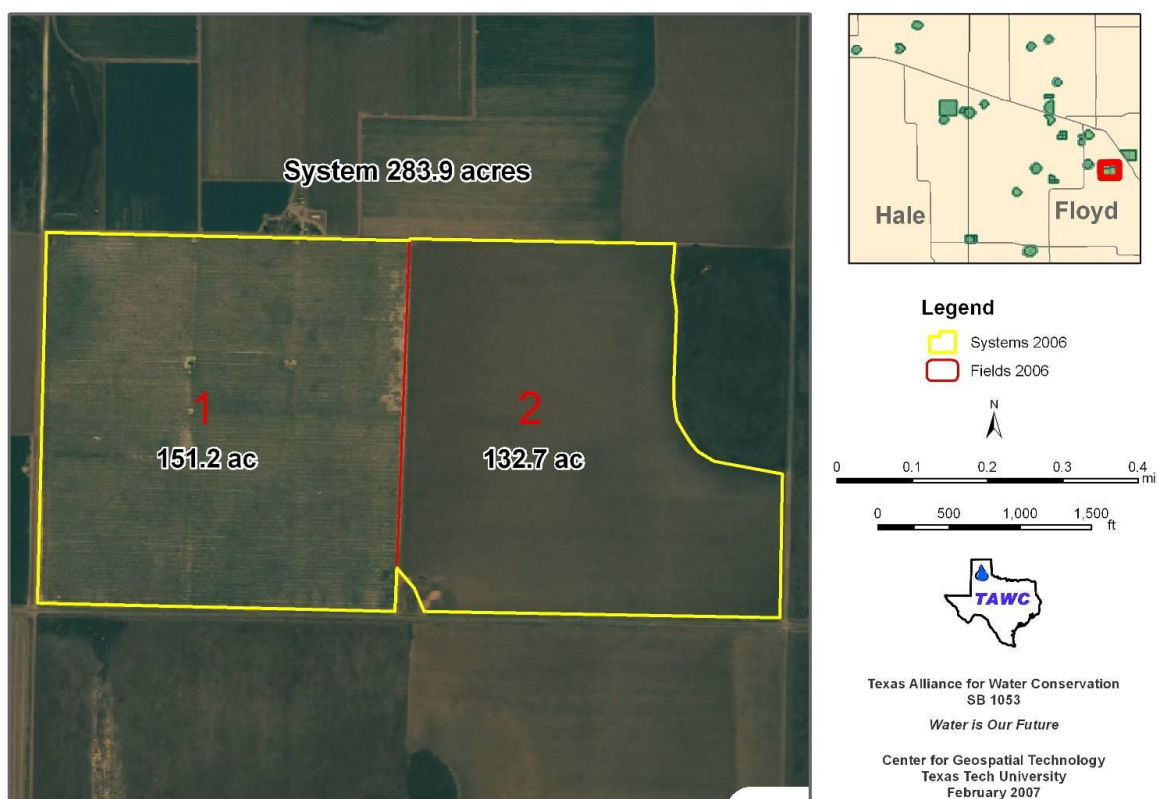 System 283.9 acres
1
151.2 ac
2
132.7 ac
Hale
Floyd
Legend
Systems 2006
Fields 2006
N
0 0.1 0.2 0.3 0.4
mi
0 500 1,000 1,500
ft
TAWC
Texas Alliance for Water Conservation
SB 1053
Water is Our Future
Center for Geospatial Technology
Texas Tech University
February 2007